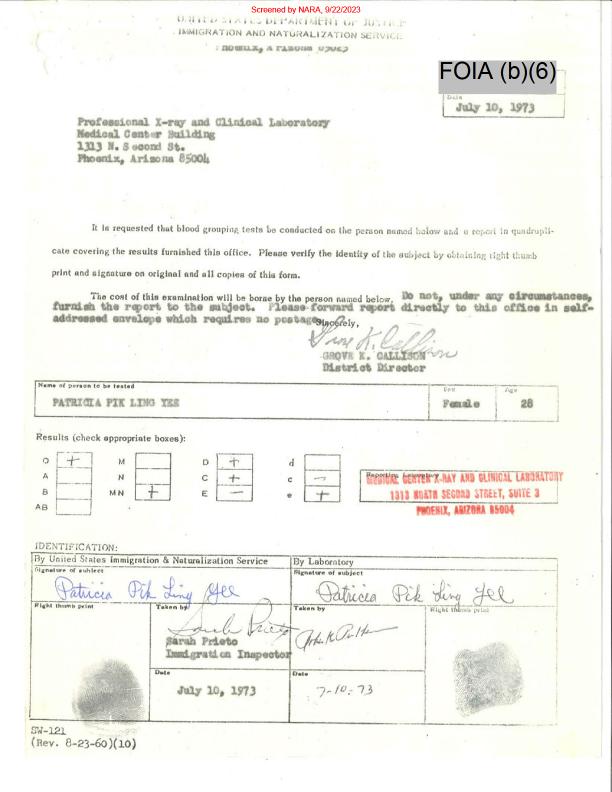 Screened by NARA, 9/22/2023
UNITED STATES DEPARTMENT OF JUSTICE
IMMIGRATION AND NATURALIZATION SERVICE
PHOENIX, ARIZONA 85025
FOIA (b)(6)
Date
July 10, 1973
Professional X-ray and Clinical Laboratory
Medical Center Building
1313 N. Second St.
Phoenix, Arizona 85004
It is requested that blood grouping tests be conducted on the person named below and a report in quadrupli-
cate covering the results furnished this office. Please verify the identity of the subject by obtaining right thumb
print and signature on original and all copies of this form.
The cost of this examination will be borne by the person named below. Do not, under any circumstances,
furnish the report to the subject. Please forward report directly to this office in self-
addressed envelope which requires no postage.
Sincerely,
GROVE K. CALLISON
District Director
Name of person to be tested Sex Age
PATRICIA PIK LING YEE Female 28
Results (check appropriate boxes):
O + M D + d
A N C + c -
B MN + E - e +
AB
Reporting Laboratory
MEDICAL CENTER X-RAY AND CLINICAL LABORATORY
1313 NORTH SECOND STREET, SUITE 3
PHOENIX, ARIZONA 85004
IDENTIFICATION:
By United States Immigration & Naturalization Service By Laboratory
Signature of subject Signature of subject
Patricia Pik Ling Yee Patricia Pik Ling Yee
Right thumb print Taken by Taken by Right thumb print
Sarah Prieto
Sarah Prieto
Immigration Inspector
Date Date
July 10, 1973 7-10-73
SW-121
(Rev. 8-23-60)(10)